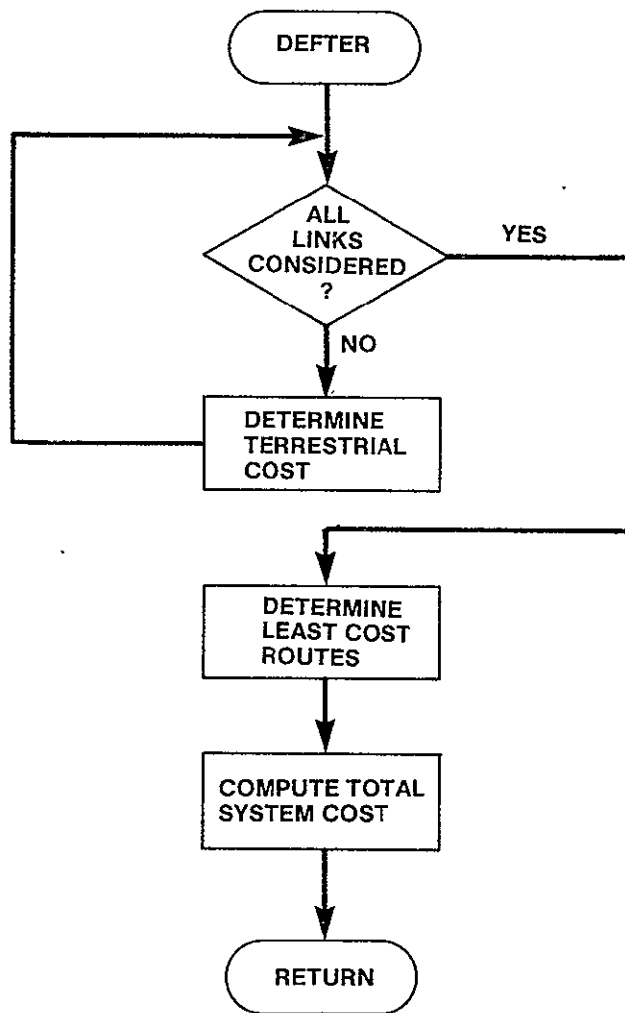 DEFTER
ALL
LINKS
CONSIDERED
?
YES
NO
DETERMINE
TERRESTRIAL
COST
DETERMINE
LEAST COST
ROUTES
COMPUTE TOTAL
SYSTEM COST
RETURN